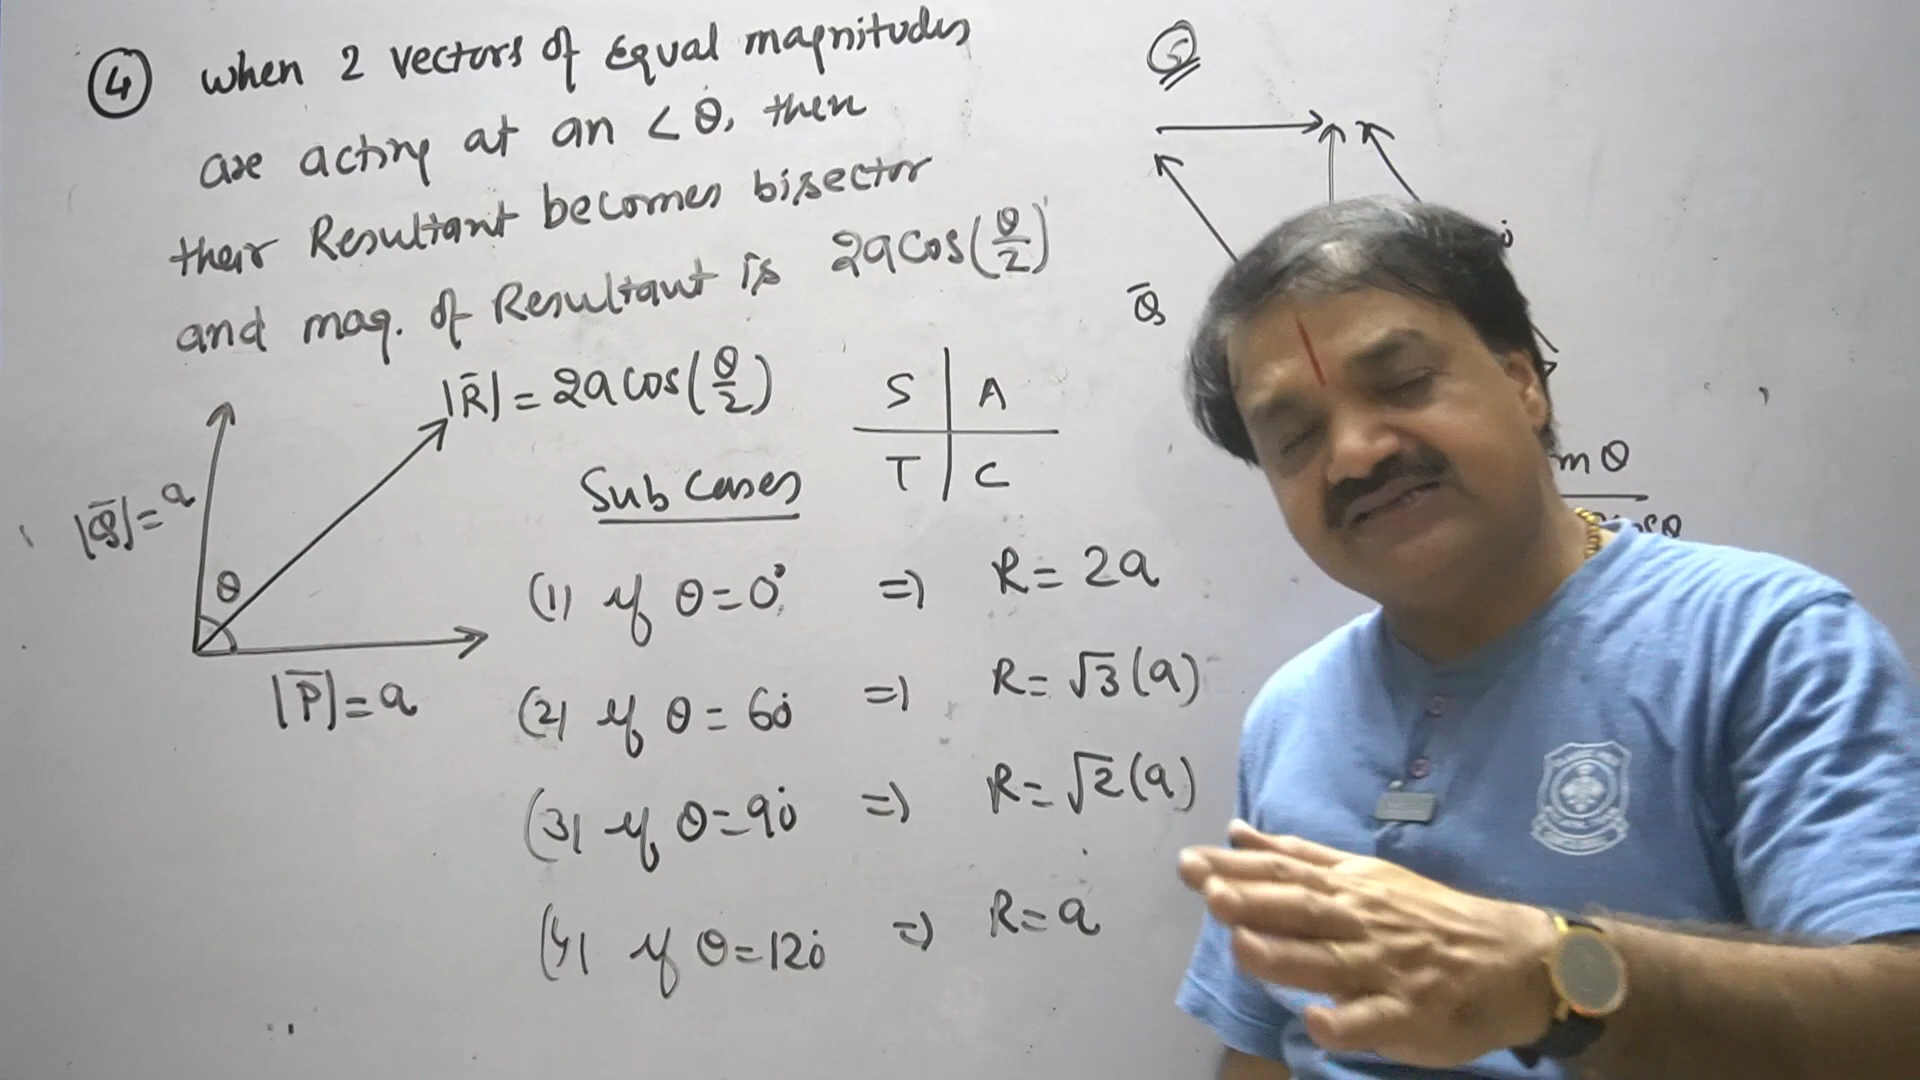 (4) when 2 vectors of Equal magnitudes
are acting at an < θ, then
their Resultant becomes bisector
and mag. of Resultant is 2a cos(θ/2)
|R̄| = 2a cos(θ/2)
|Q̄| = a
θ
|P̄| = a
S A
T C
Sub Cases
(1) if θ = 0° => R = 2a
(2) if θ = 60° => R = √3(a)
(3) if θ = 90° => R = √2(a)
(4) if θ = 120° => R = a
Q̄